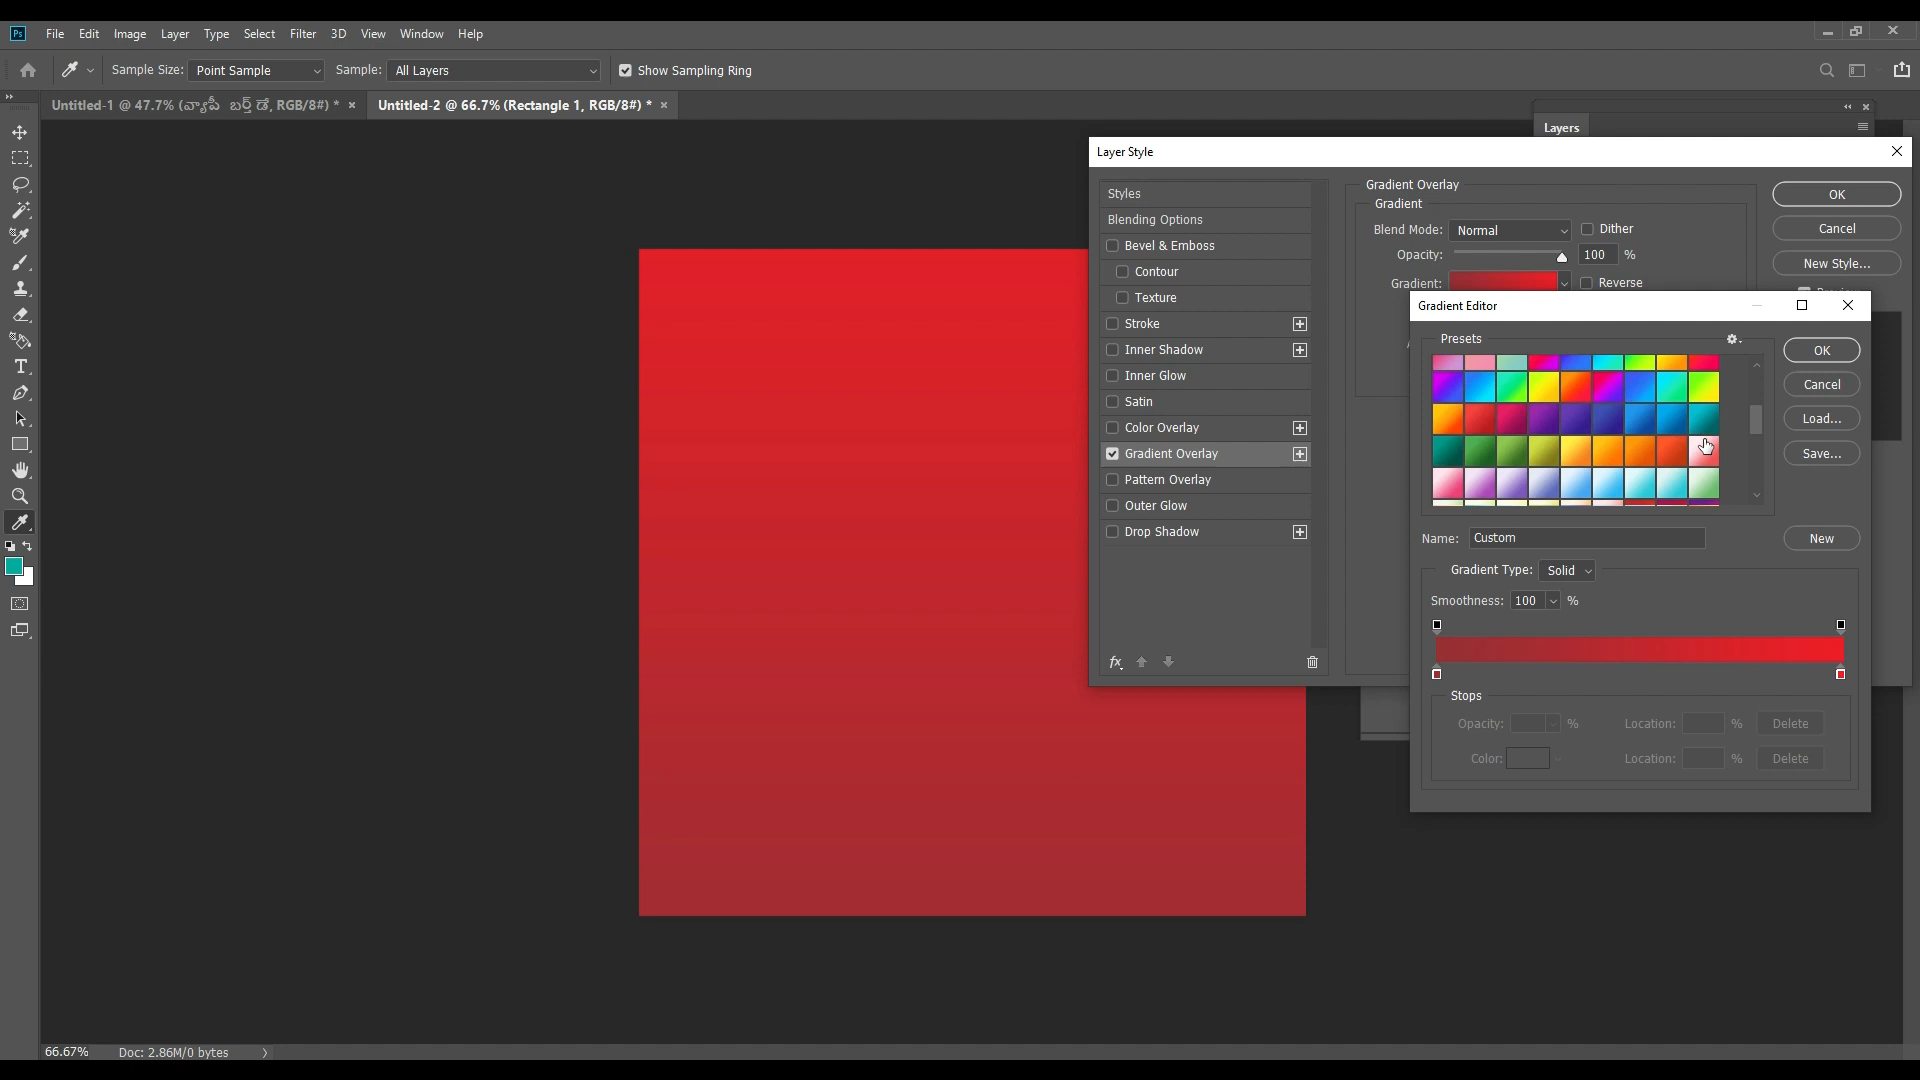 Ps File Edit Image Layer Type Select Filter 3D View Window Help
Sample Size: Point Sample Sample: All Layers Show Sampling Ring
Untitled-1 @ 47.7% (వ్యాపీ బర్త్ డే, RGB/8#) * × Untitled-2 @ 66.7% (Rectangle 1, RGB/8#) * ×
Layers
Layer Style
Styles
Blending Options
Bevel & Emboss
Contour
Texture
Stroke
Inner Shadow
Inner Glow
Satin
Color Overlay
Gradient Overlay
Pattern Overlay
Outer Glow
Drop Shadow
fx
Gradient Overlay
Gradient
Blend Mode: Normal Dither
Opacity: 100 %
Gradient: Reverse
OK
Cancel
New Style...
Gradient Editor
Presets
OK
Cancel
Load...
Save...
Name: Custom New
Gradient Type: Solid
Smoothness: 100 %
Stops
Opacity: % Location: % Delete
Color: Location: % Delete
66.67% Doc: 2.86M/0 bytes